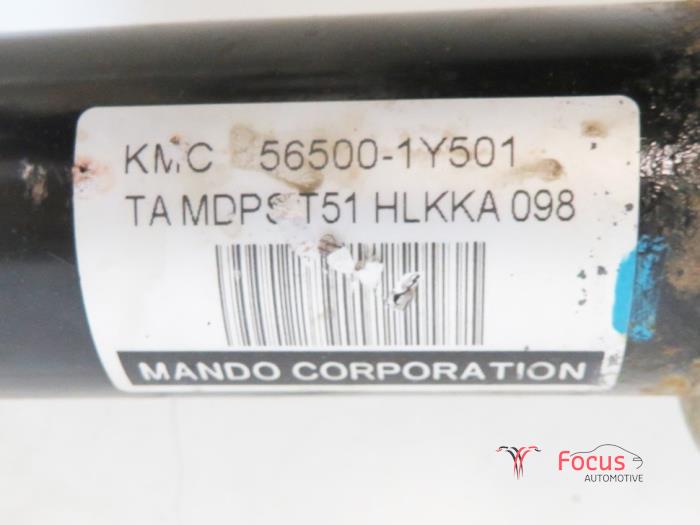 KMC 56500-1Y501
TA MDPS T51 HLKKA 098
MANDO CORPORATION
Focus
AUTOMOTIVE